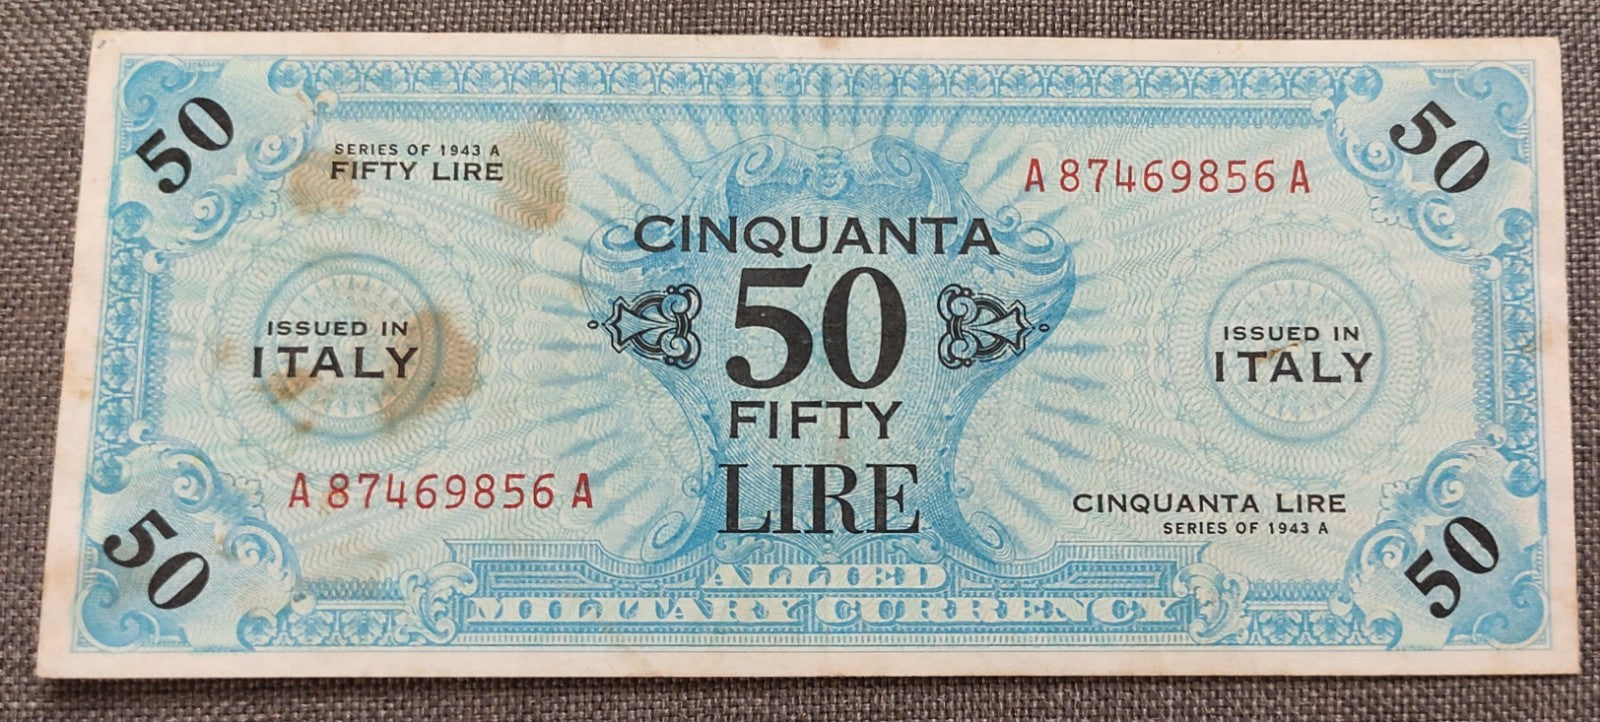 50
50
SERIES OF 1943 A
FIFTY LIRE
A 87469856 A
CINQUANTA
50
FIFTY
LIRE
ISSUED IN
ITALY
ISSUED IN
ITALY
A 87469856 A
CINQUANTA LIRE
SERIES OF 1943 A
50
50
ALLIED
MILITARY CURRENCY